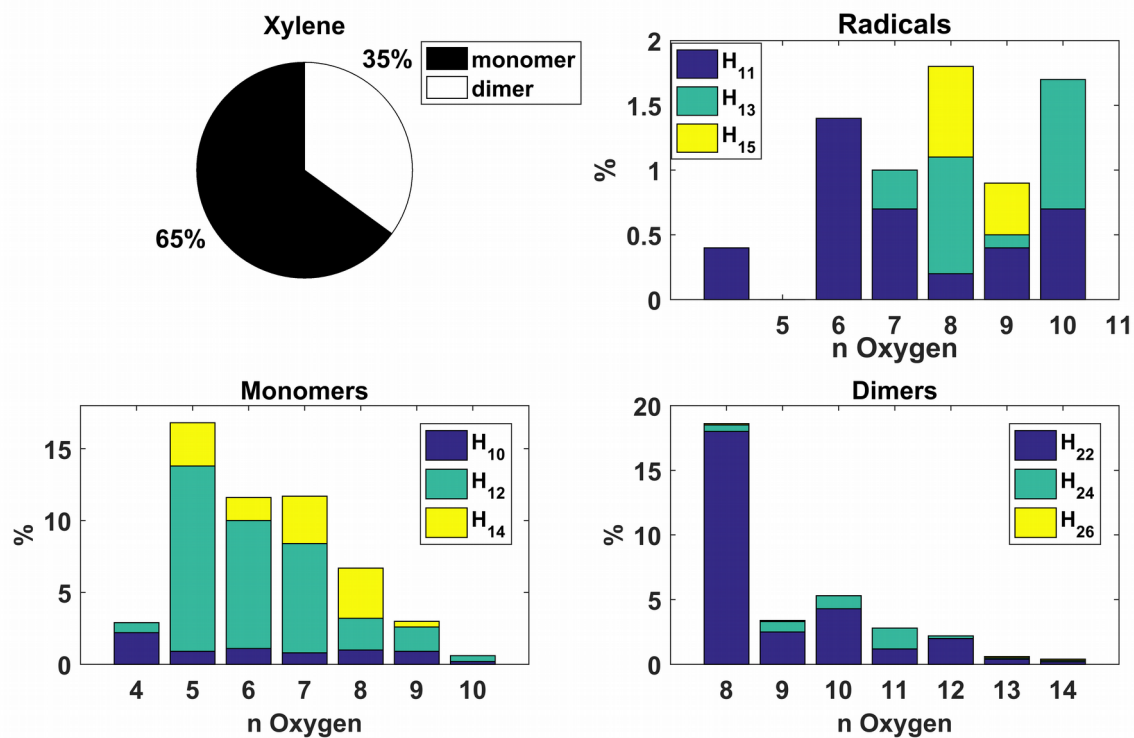 Xylene
35%
monomer
dimer
65%
Radicals
2
1.5
1
0.5
0
%
H11
H13
H15
5 6 7 8 9 10 11
n Oxygen
Monomers
15
10
5
0
%
H10
H12
H14
4 5 6 7 8 9 10
n Oxygen
Dimers
20
15
10
5
0
%
H22
H24
H26
8 9 10 11 12 13 14
n Oxygen